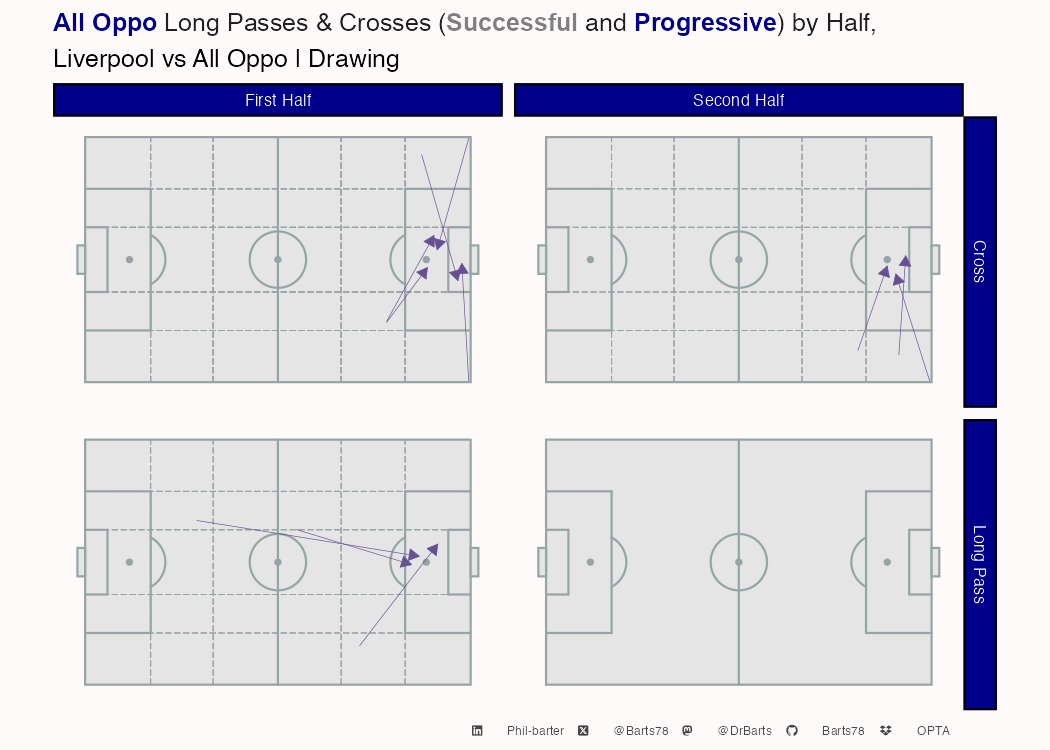 All Oppo Long Passes & Crosses (Successful and Progressive) by Half,
Liverpool vs All Oppo | Drawing
First Half
Second Half
Cross
Long Pass
Phil-barter @Barts78 @DrBarts Barts78 OPTA